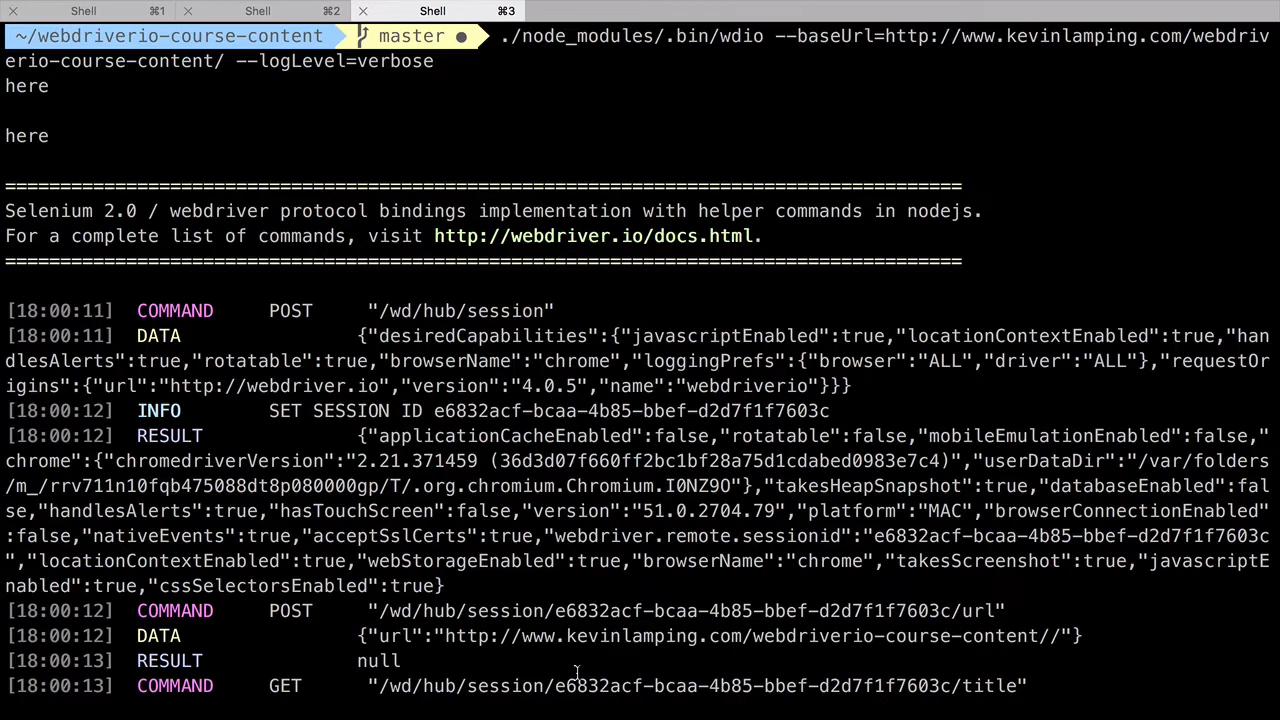 Shell ⌘1 Shell ⌘2 Shell ⌘3
~/webdriverio-course-content master ● ./node_modules/.bin/wdio --baseUrl=http://www.kevinlamping.com/webdriv
erio-course-content/ --logLevel=verbose
here
here
=======================================================================================
Selenium 2.0 / webdriver protocol bindings implementation with helper commands in nodejs.
For a complete list of commands, visit http://webdriver.io/docs.html.
=======================================================================================
[18:00:11] COMMAND POST "/wd/hub/session"
[18:00:11] DATA {"desiredCapabilities":{"javascriptEnabled":true,"locationContextEnabled":true,"han
dlesAlerts":true,"rotatable":true,"browserName":"chrome","loggingPrefs":{"browser":"ALL","driver":"ALL"},"requestOr
igins":{"url":"http://webdriver.io","version":"4.0.5","name":"webdriverio"}}}
[18:00:12] INFO SET SESSION ID e6832acf-bcaa-4b85-bbef-d2d7f1f7603c
[18:00:12] RESULT {"applicationCacheEnabled":false,"rotatable":false,"mobileEmulationEnabled":false,"
chrome":{"chromedriverVersion":"2.21.371459 (36d3d07f660ff2bc1bf28a75d1cdabed0983e7c4)","userDataDir":"/var/folders
/m_/rrv711n10fqb475088dt8p080000gp/T/.org.chromium.Chromium.I0NZ9O"},"takesHeapSnapshot":true,"databaseEnabled":fal
se,"handlesAlerts":true,"hasTouchScreen":false,"version":"51.0.2704.79","platform":"MAC","browserConnectionEnabled"
:false,"nativeEvents":true,"acceptSslCerts":true,"webdriver.remote.sessionid":"e6832acf-bcaa-4b85-bbef-d2d7f1f7603c
","locationContextEnabled":true,"webStorageEnabled":true,"browserName":"chrome","takesScreenshot":true,"javascriptE
nabled":true,"cssSelectorsEnabled":true}
[18:00:12] COMMAND POST "/wd/hub/session/e6832acf-bcaa-4b85-bbef-d2d7f1f7603c/url"
[18:00:12] DATA {"url":"http://www.kevinlamping.com/webdriverio-course-content//"}
[18:00:13] RESULT null
[18:00:13] COMMAND GET "/wd/hub/session/e6832acf-bcaa-4b85-bbef-d2d7f1f7603c/title"